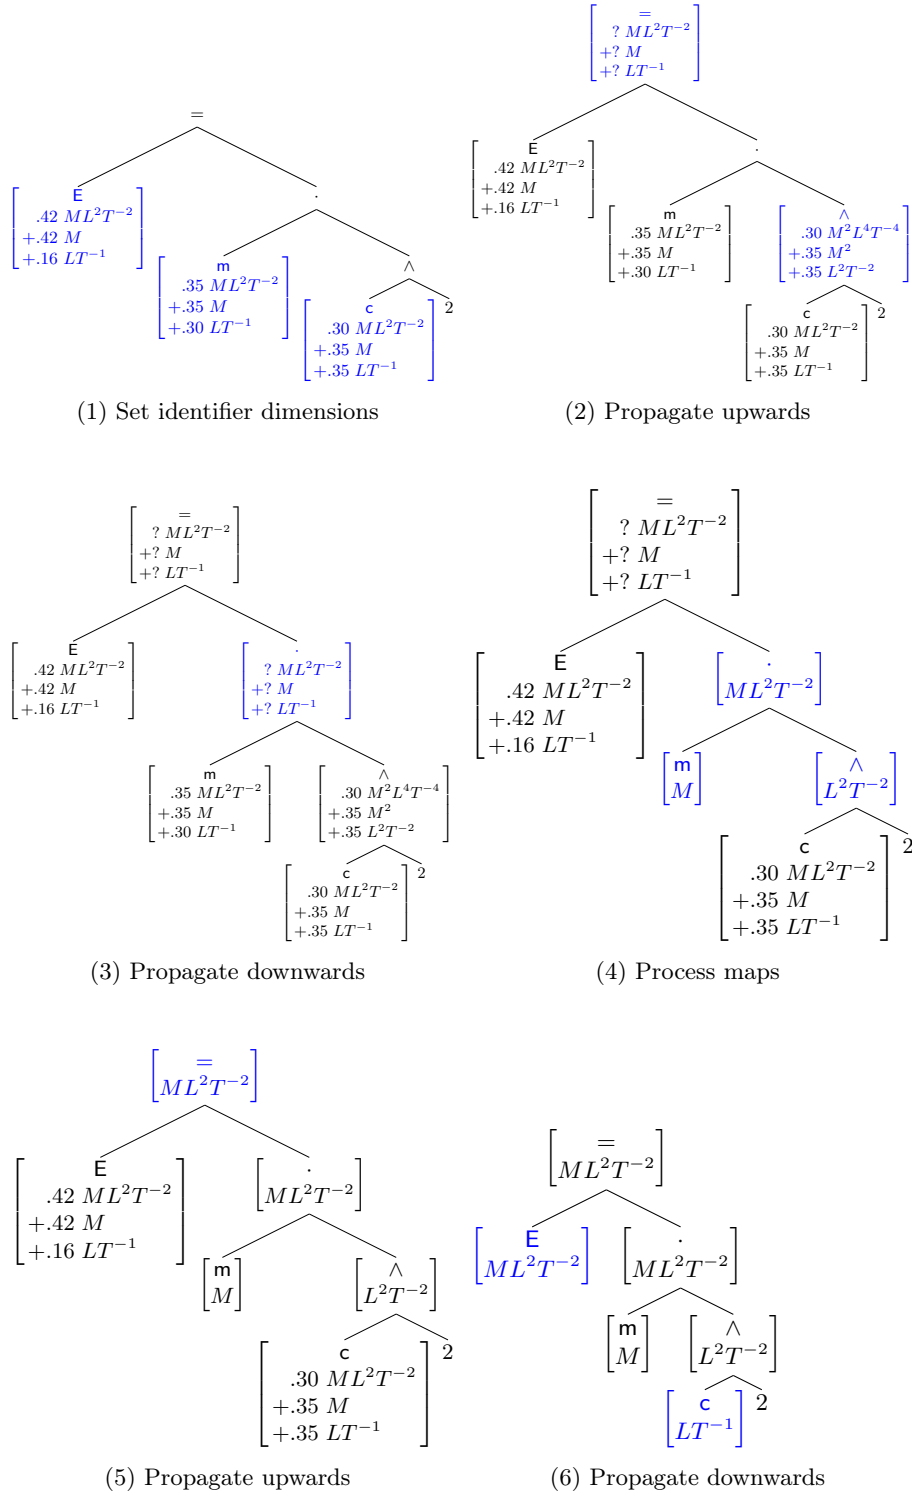 =
E
.42 ML²T⁻²
+.42 M
+.16 LT⁻¹
·
m
.35 ML²T⁻²
+.35 M
+.30 LT⁻¹
∧
c
.30 ML²T⁻²
+.35 M
+.35 LT⁻¹
2
(1) Set identifier dimensions
=
? ML²T⁻²
+? M
+? LT⁻¹
E
.42 ML²T⁻²
+.42 M
+.16 LT⁻¹
·
m
.35 ML²T⁻²
+.35 M
+.30 LT⁻¹
∧
.30 M²L⁴T⁻⁴
+.35 M²
+.35 L²T⁻²
c
.30 ML²T⁻²
+.35 M
+.35 LT⁻¹
2
(2) Propagate upwards
=
? ML²T⁻²
+? M
+? LT⁻¹
E
.42 ML²T⁻²
+.42 M
+.16 LT⁻¹
·
? ML²T⁻²
+? M
+? LT⁻¹
m
.35 ML²T⁻²
+.35 M
+.30 LT⁻¹
∧
.30 M²L⁴T⁻⁴
+.35 M²
+.35 L²T⁻²
c
.30 ML²T⁻²
+.35 M
+.35 LT⁻¹
2
(3) Propagate downwards
=
? ML²T⁻²
+? M
+? LT⁻¹
E
.42 ML²T⁻²
+.42 M
+.16 LT⁻¹
·
ML²T⁻²
m
M
∧
L²T⁻²
c
.30 ML²T⁻²
+.35 M
+.35 LT⁻¹
2
(4) Process maps
=
ML²T⁻²
E
.42 ML²T⁻²
+.42 M
+.16 LT⁻¹
·
ML²T⁻²
m
M
∧
L²T⁻²
c
.30 ML²T⁻²
+.35 M
+.35 LT⁻¹
2
(5) Propagate upwards
=
ML²T⁻²
E
ML²T⁻²
·
ML²T⁻²
m
M
∧
L²T⁻²
c
LT⁻¹
2
(6) Propagate downwards